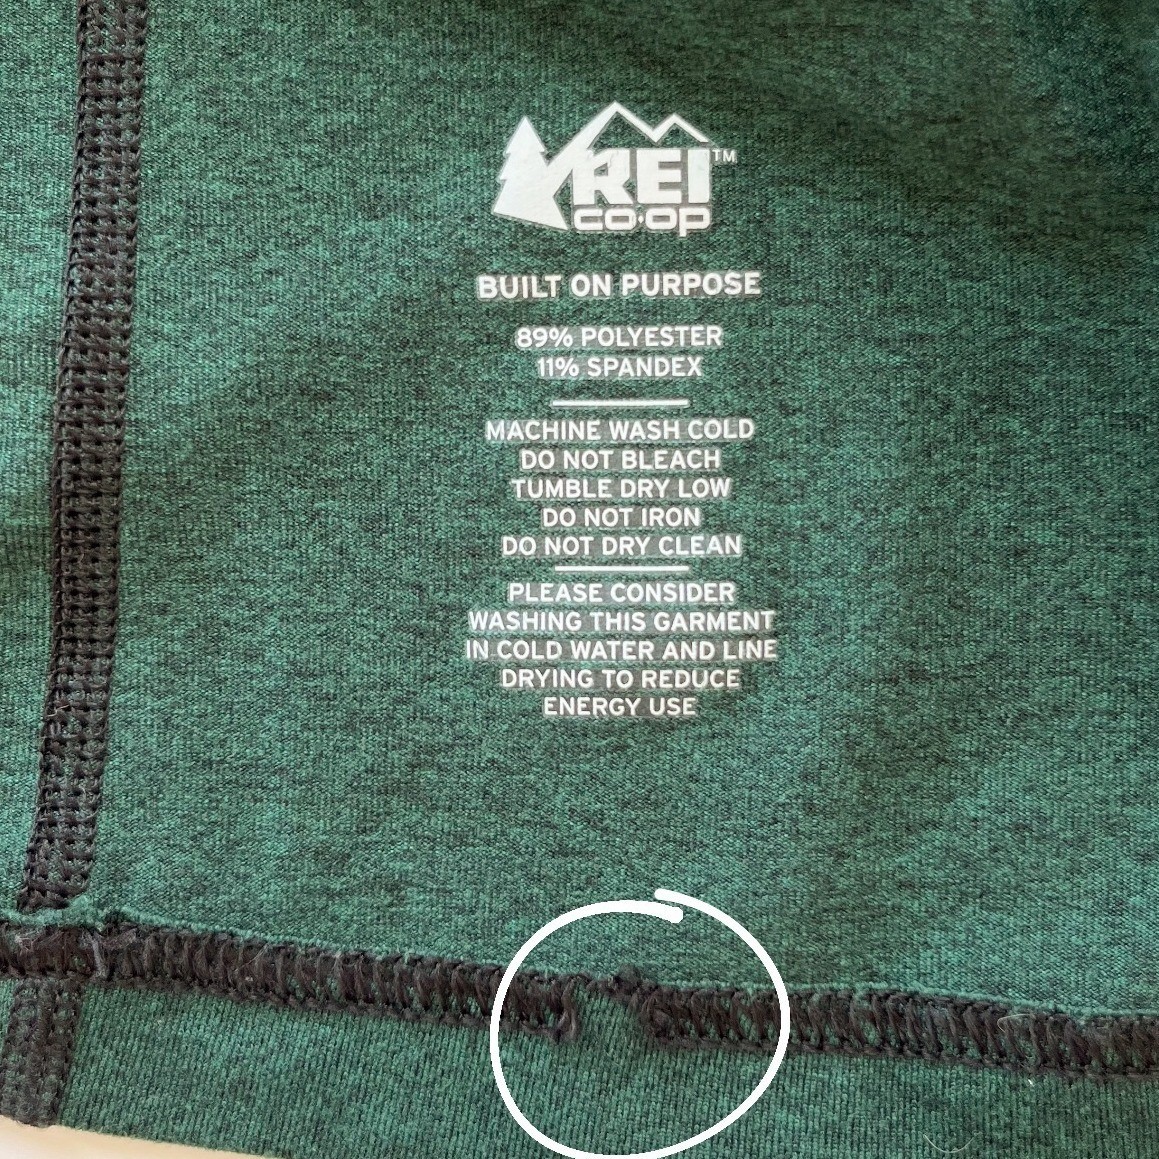 REI™
CO·OP
BUILT ON PURPOSE
89% POLYESTER
11% SPANDEX
MACHINE WASH COLD
DO NOT BLEACH
TUMBLE DRY LOW
DO NOT IRON
DO NOT DRY CLEAN
PLEASE CONSIDER
WASHING THIS GARMENT
IN COLD WATER AND LINE
DRYING TO REDUCE
ENERGY USE